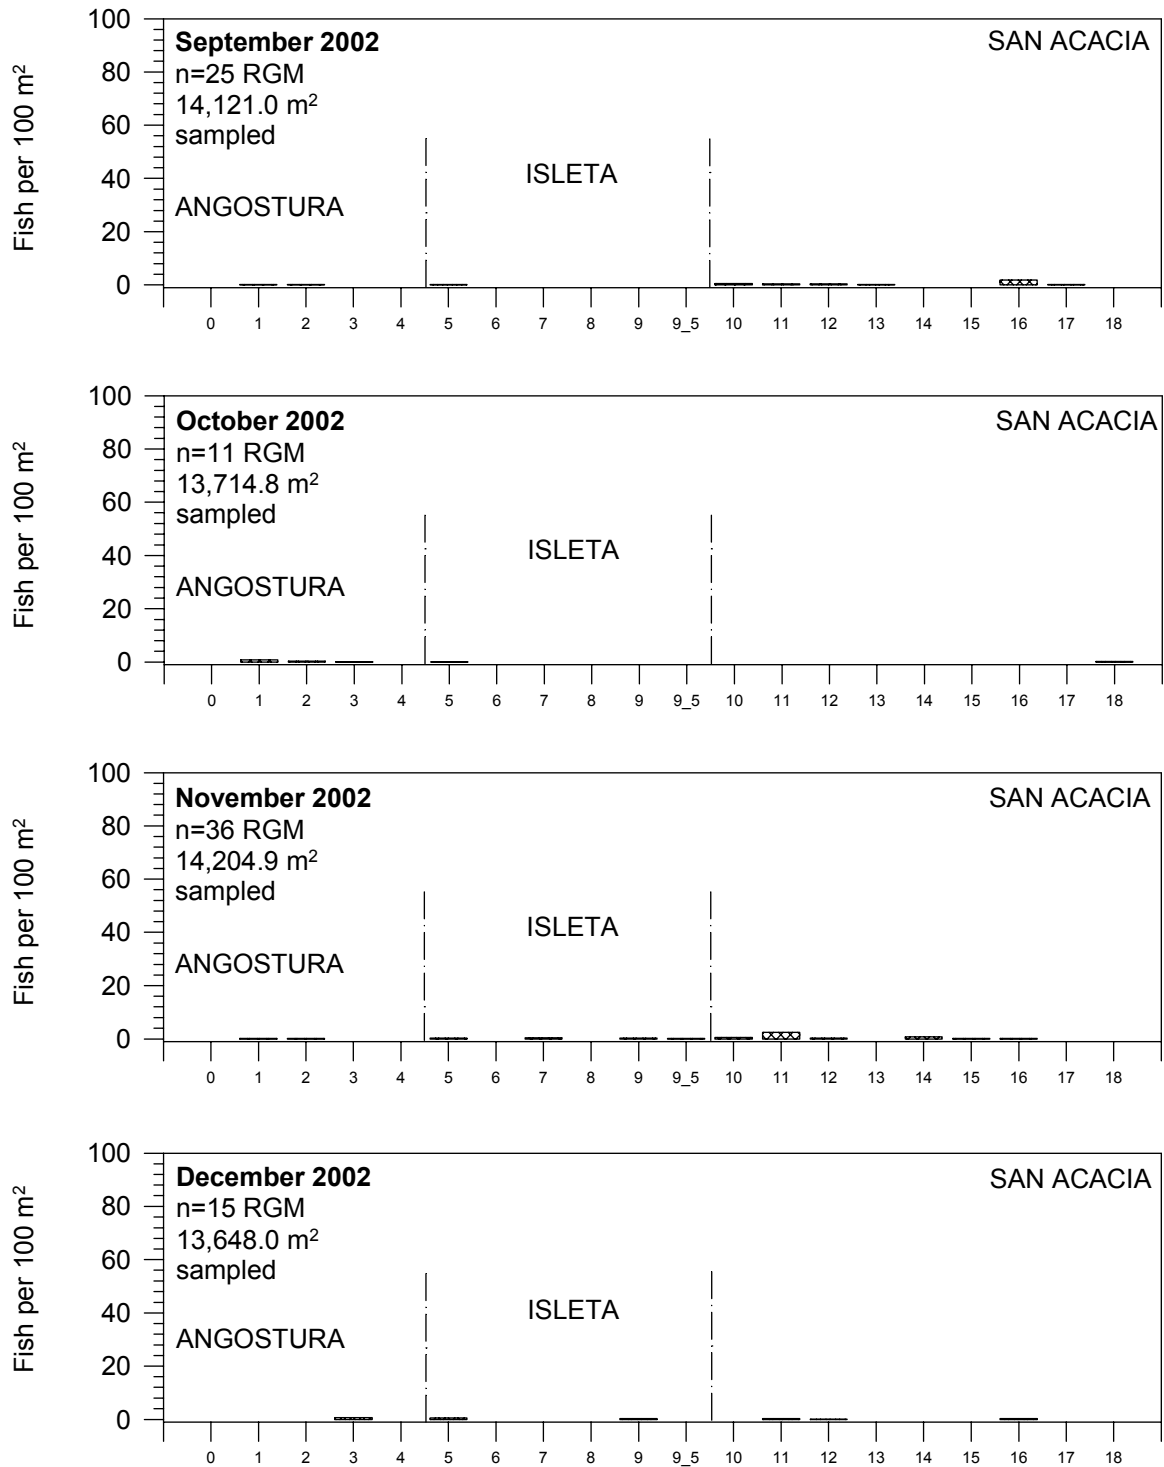 100
80
60
40
20
0
Fish per 100 m²
September 2002
n=25 RGM
14,121.0 m²
sampled
ANGOSTURA
ISLETA
SAN ACACIA
0 1 2 3 4 5 6 7 8 9 9_5 10 11 12 13 14 15 16 17 18
100
80
60
40
20
0
Fish per 100 m²
October 2002
n=11 RGM
13,714.8 m²
sampled
ANGOSTURA
ISLETA
SAN ACACIA
0 1 2 3 4 5 6 7 8 9 9_5 10 11 12 13 14 15 16 17 18
100
80
60
40
20
0
Fish per 100 m²
November 2002
n=36 RGM
14,204.9 m²
sampled
ANGOSTURA
ISLETA
SAN ACACIA
0 1 2 3 4 5 6 7 8 9 9_5 10 11 12 13 14 15 16 17 18
100
80
60
40
20
0
Fish per 100 m²
December 2002
n=15 RGM
13,648.0 m²
sampled
ANGOSTURA
ISLETA
SAN ACACIA
0 1 2 3 4 5 6 7 8 9 9_5 10 11 12 13 14 15 16 17 18